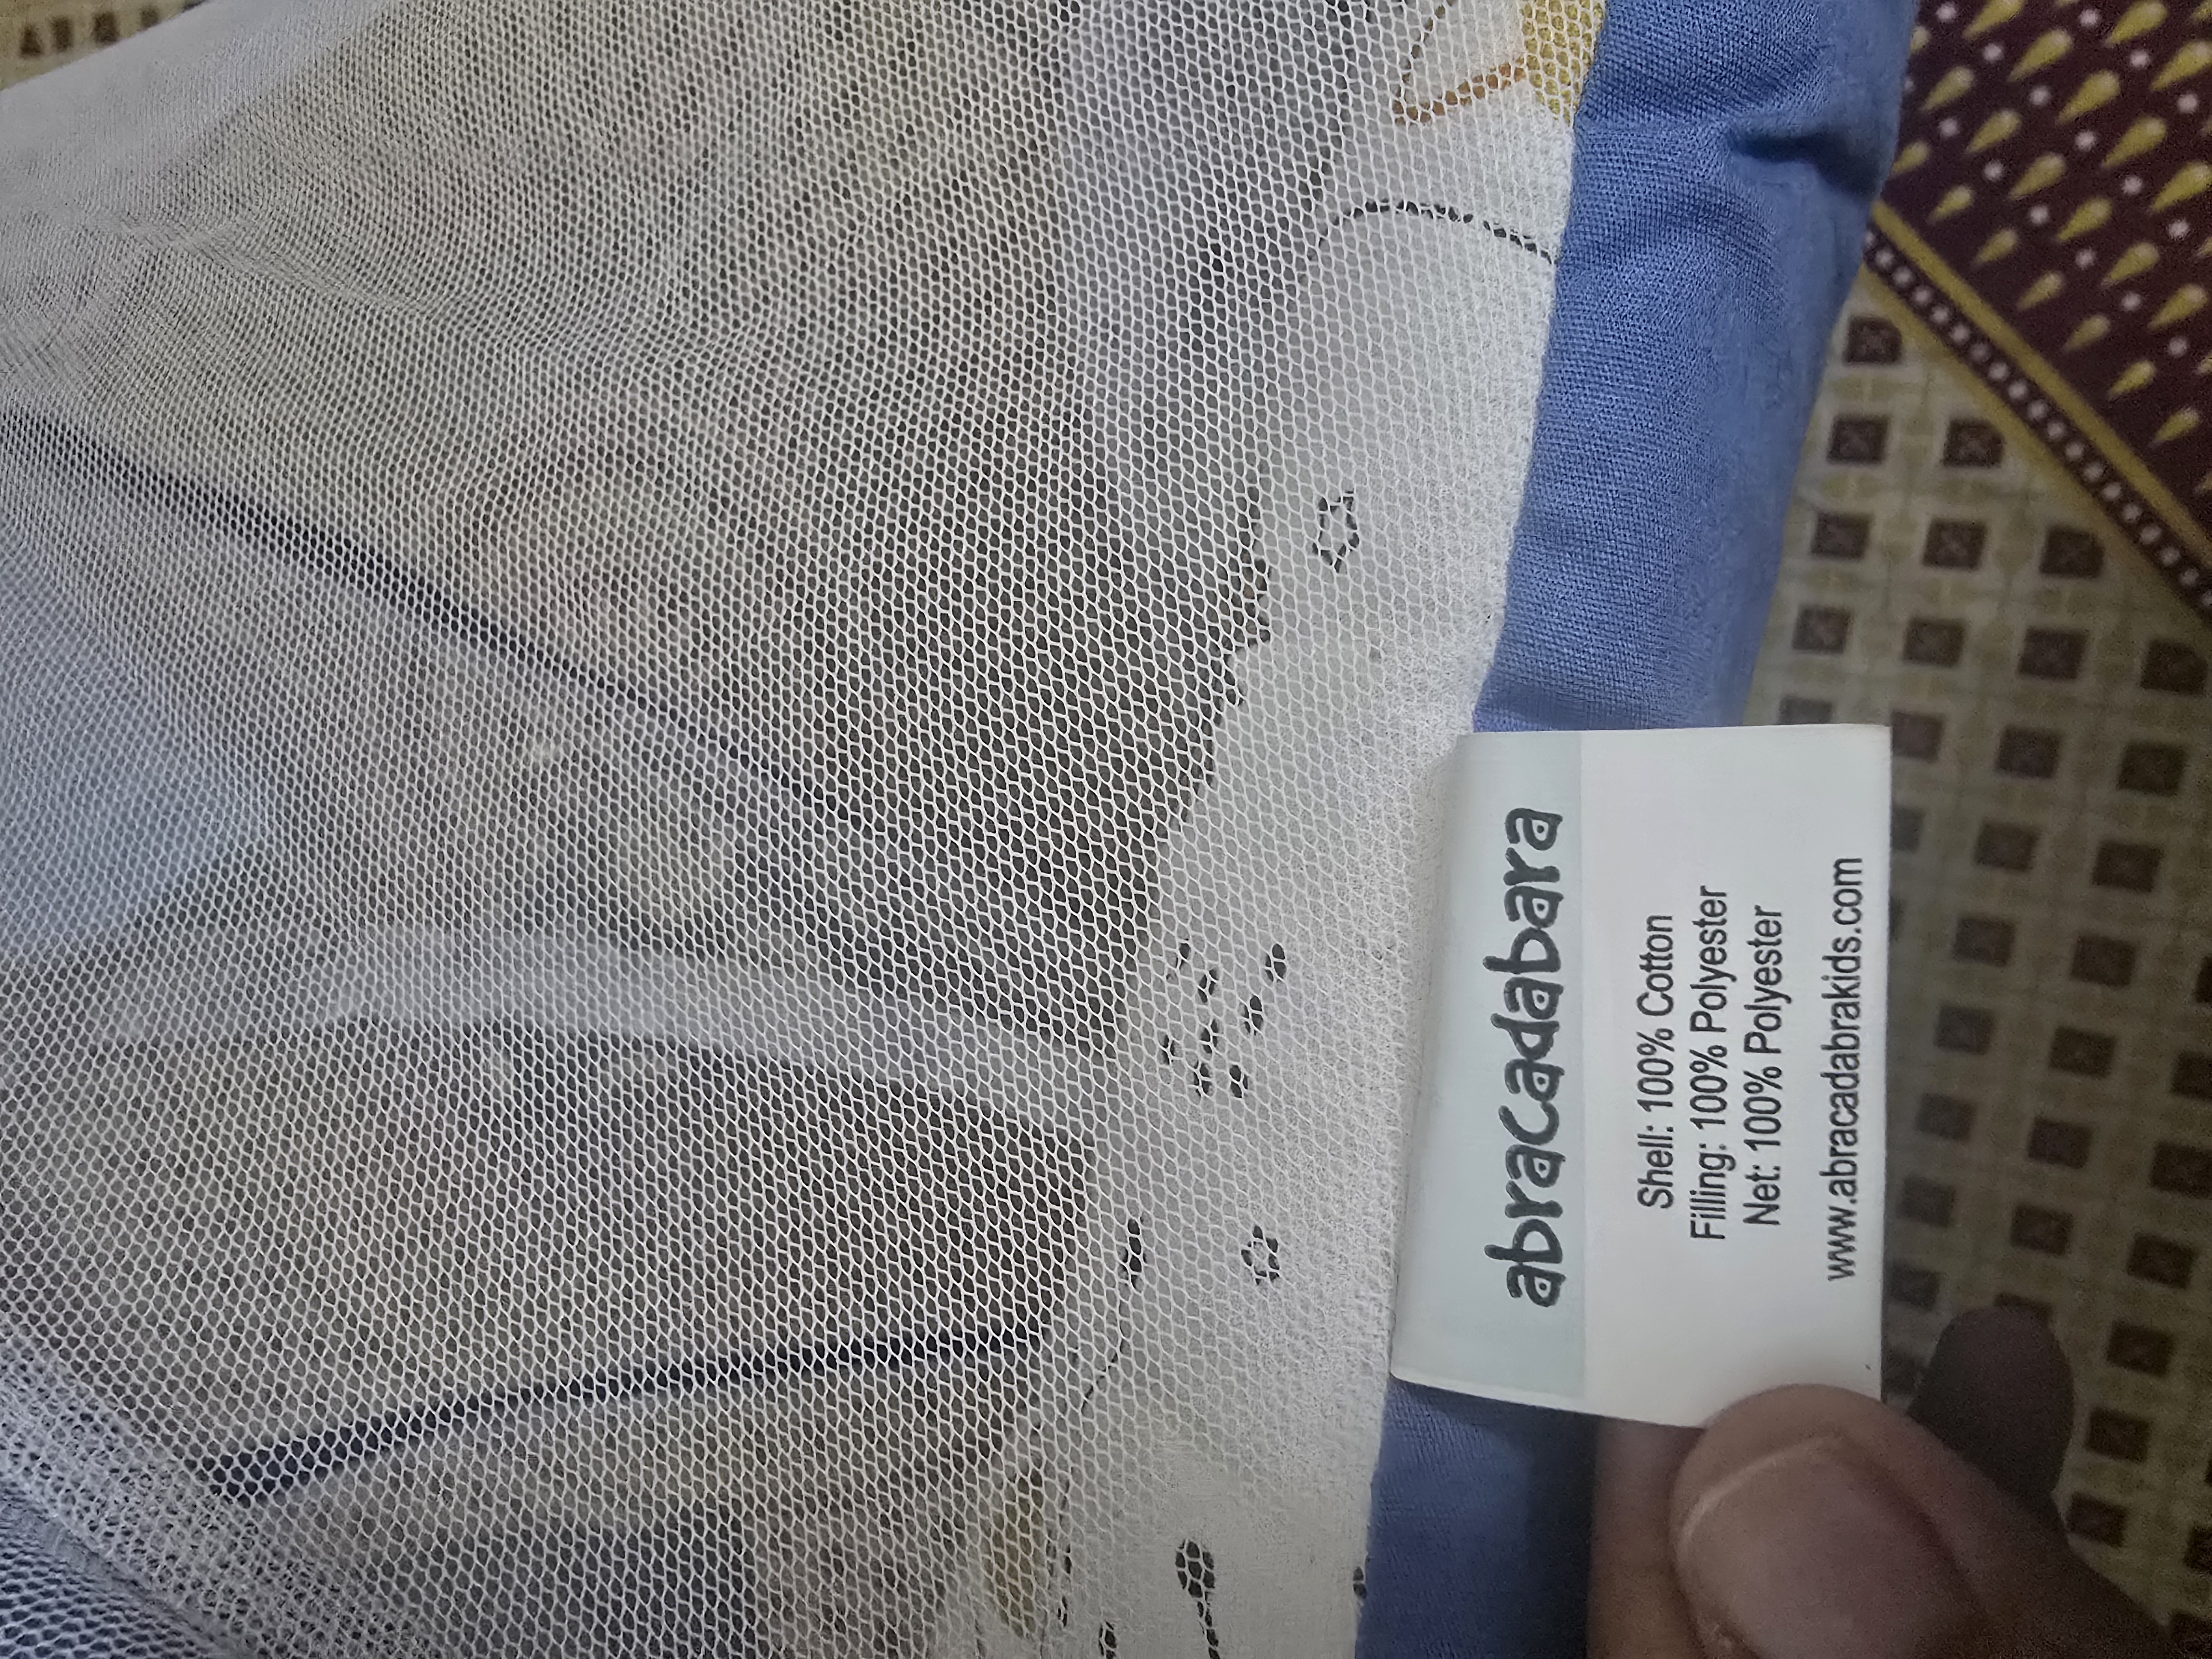 abracadabara
Shell: 100% Cotton
Filling: 100% Polyester
Net: 100% Polyester
www.abracadabrakids.com